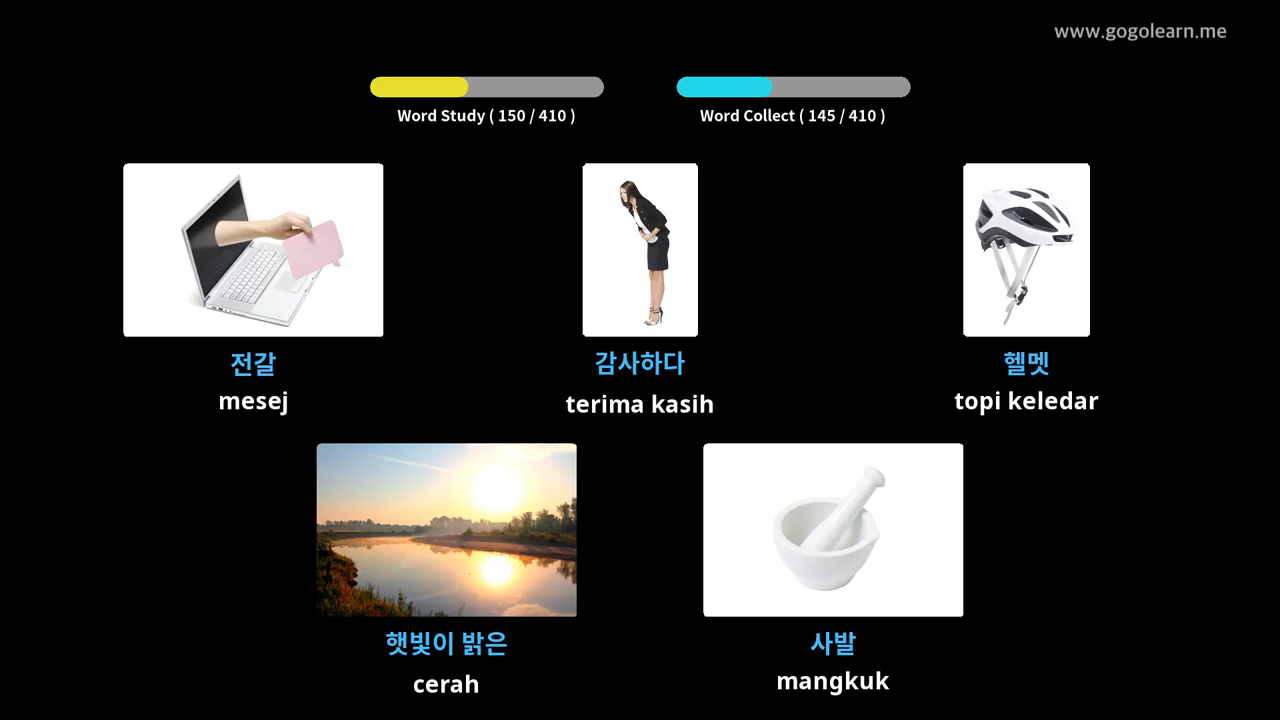 www.gogolearn.me
Word Study ( 150 / 410 )
Word Collect ( 145 / 410 )
전갈
mesej
감사하다
terima kasih
헬멧
topi keledar
햇빛이 밝은
cerah
사발
mangkuk